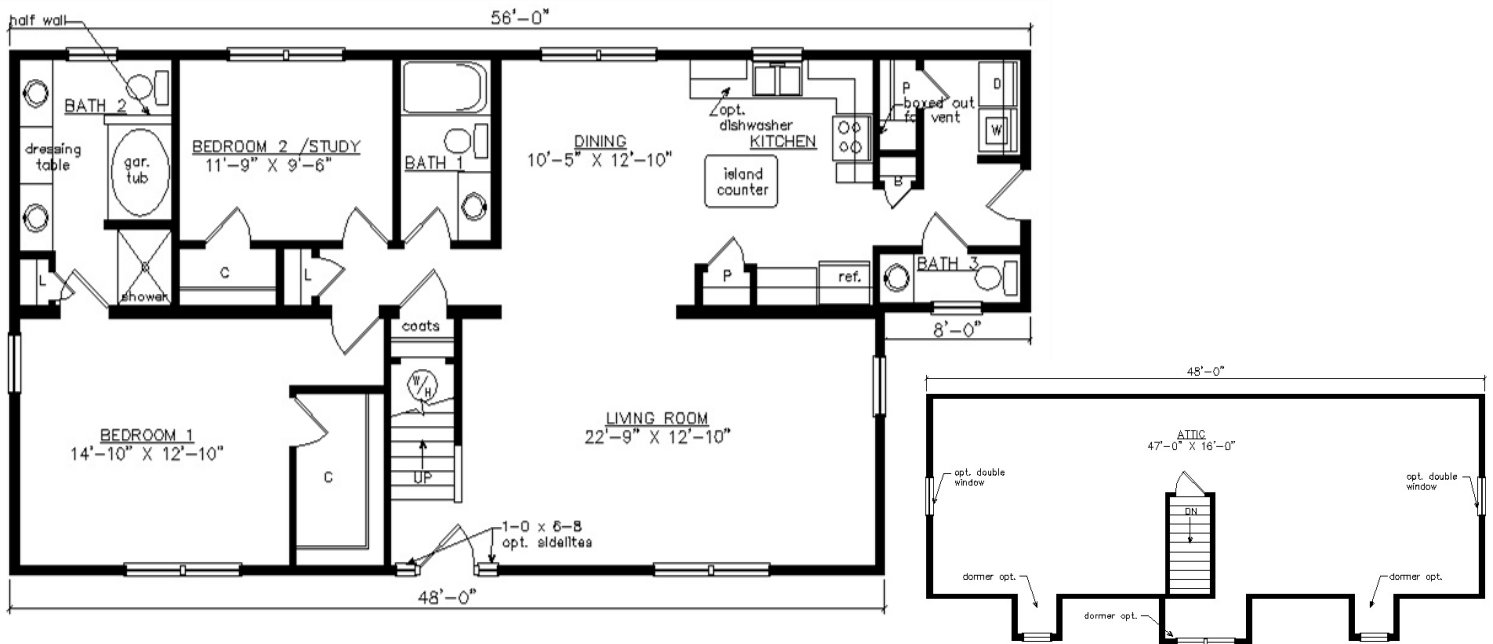 half wall
56'-0"
BATH 2
dressing
table
gar.
tub
L
shower
BEDROOM 2 /STUDY
11'-9" X 9'-6"
C
L
BATH 1
coats
DINING
10'-5" X 12'-10"
opt.
dishwasher
KITCHEN
island
counter
P
ref.
P
boxed out
for vent
B
D
W
BATH 3
8'-0"
BEDROOM 1
14'-10" X 12'-10"
C
W/H
UP
LIVING ROOM
22'-9" X 12'-10"
1-0 x 6-8
opt. sidelites
48'-0"
48'-0"
ATTIC
47'-0" X 16'-0"
opt. double
window
opt. double
window
DN
dormer opt.
dormer opt.
dormer opt.